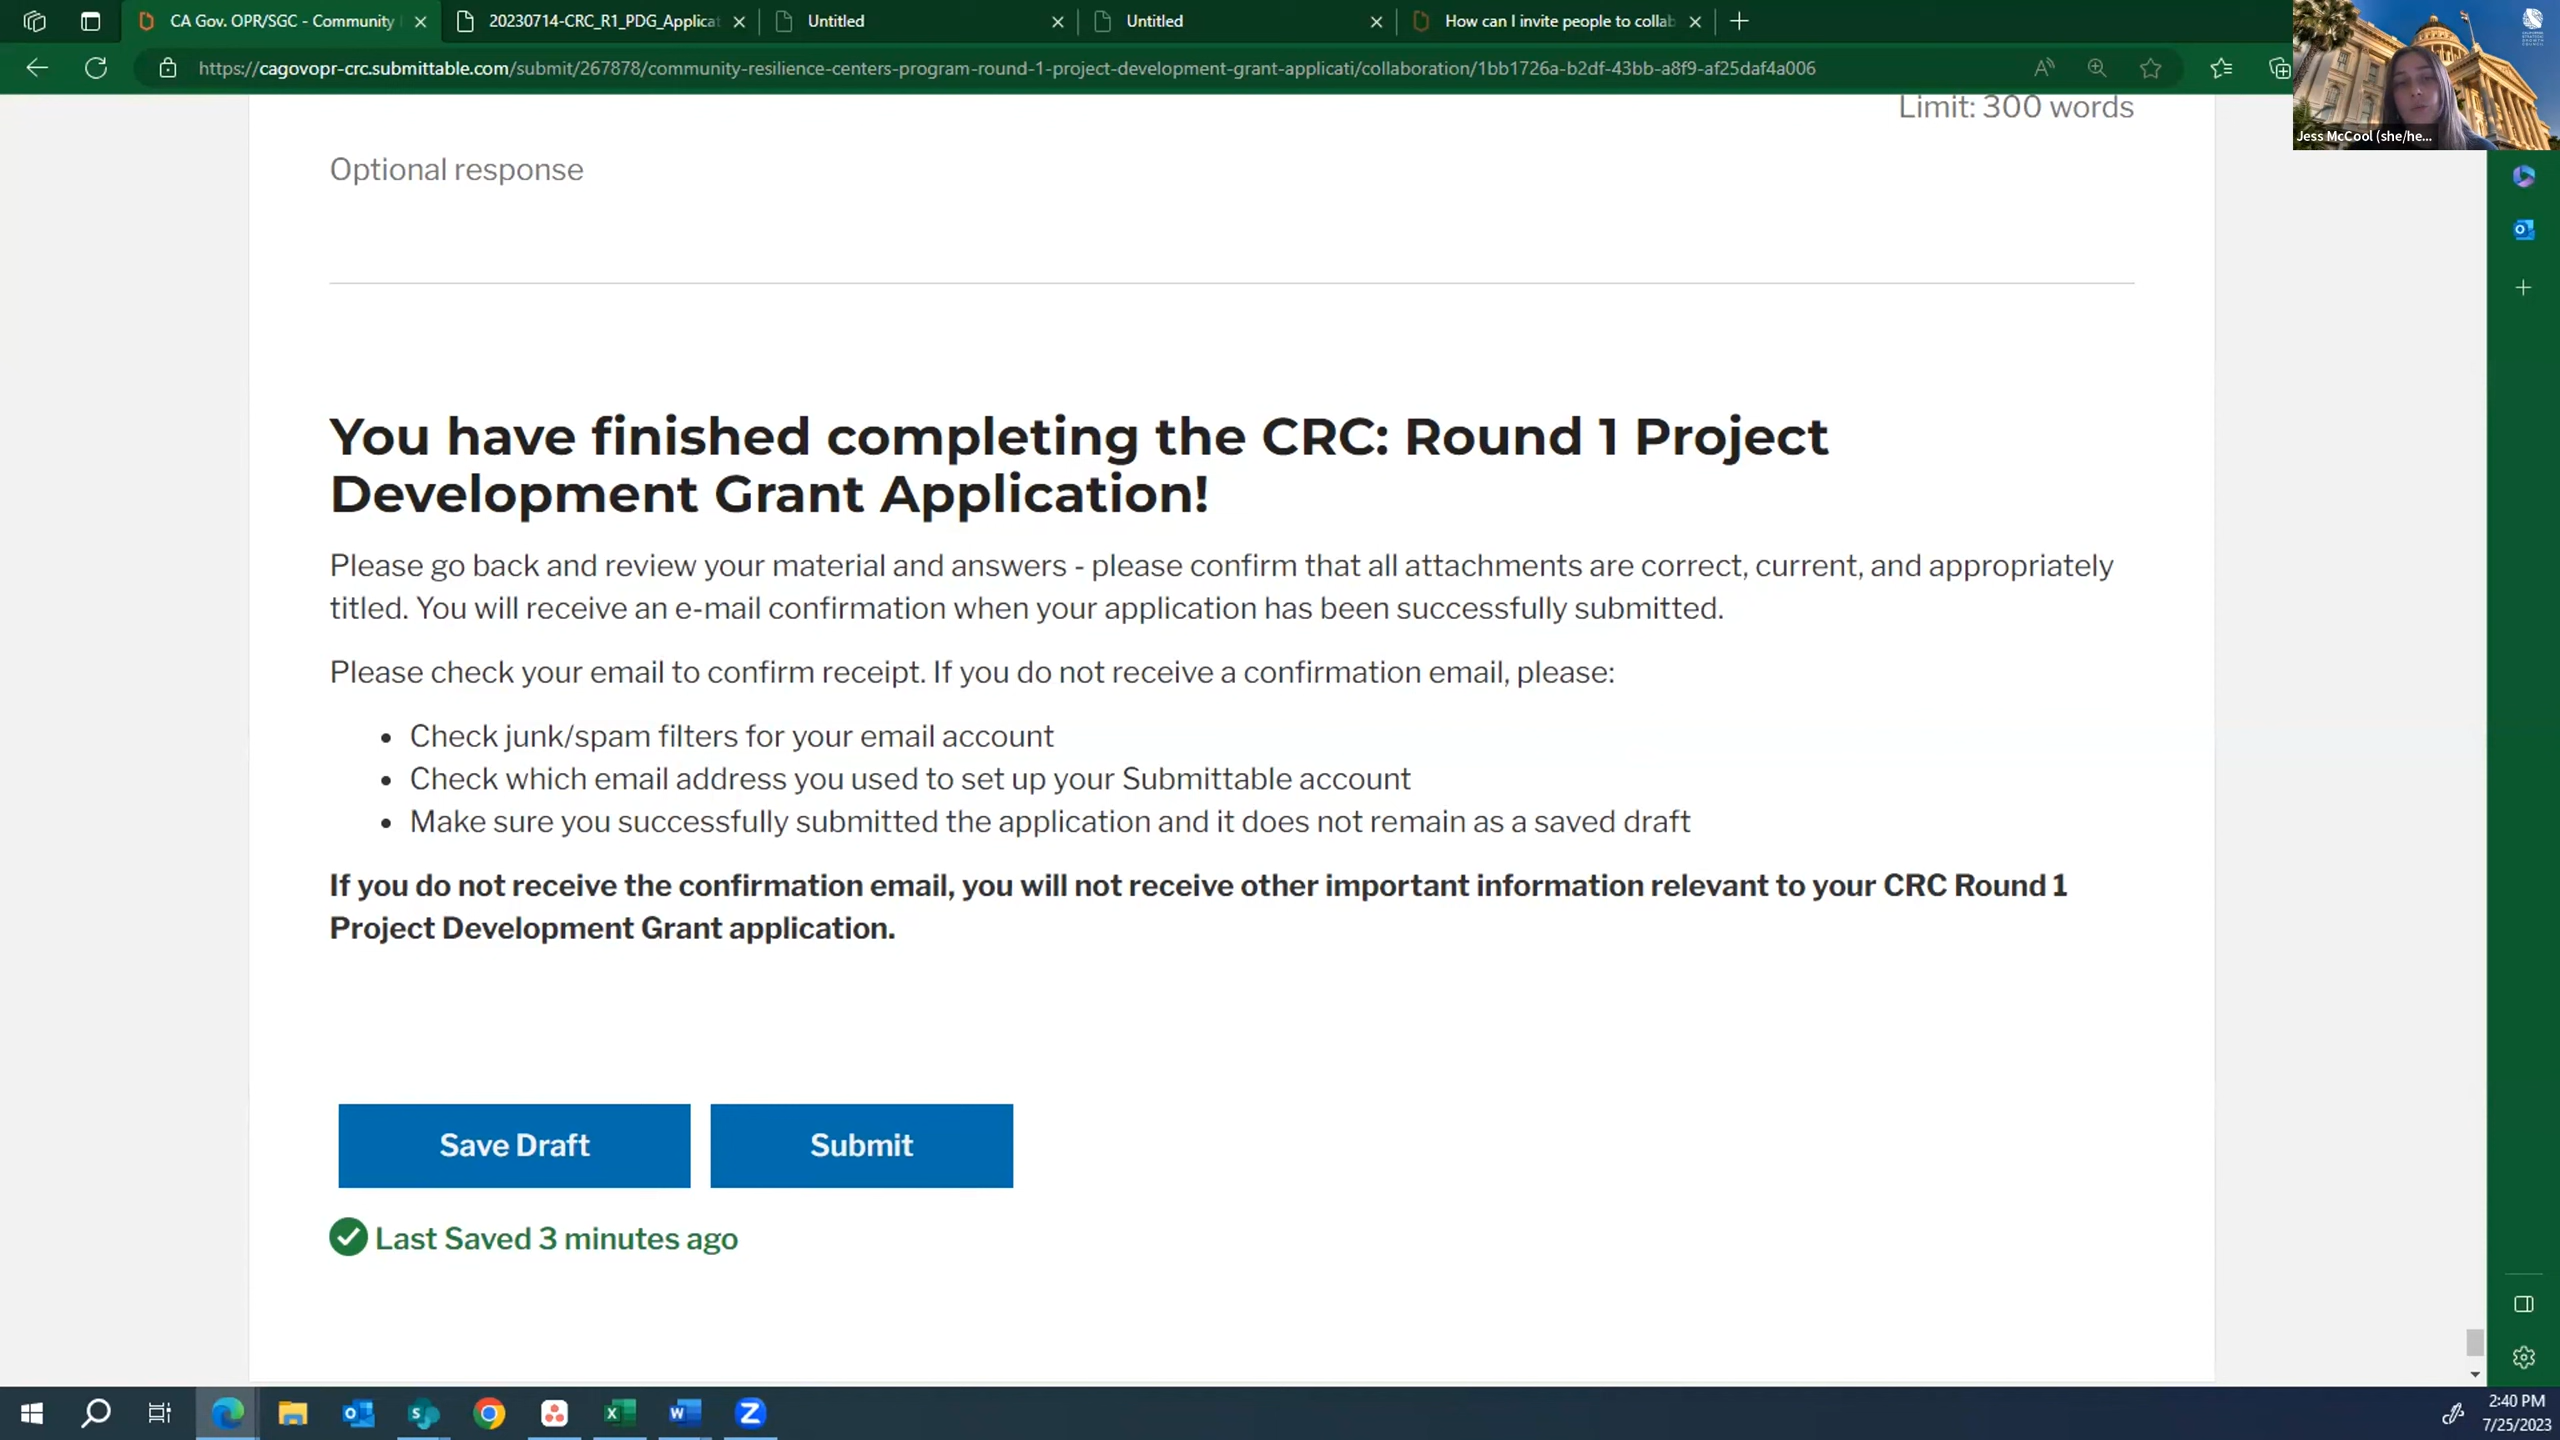 CA Gov. OPR/SGC - Community
20230714-CRC_R1_PDG_Applicat
Untitled
Untitled
How can I invite people to collab
https://cagovopr-crc.submittable.com/submit/267878/community-resilience-centers-program-round-1-project-development-grant-applicati/collaboration/1bb1726a-b2df-43bb-a8f9-af25daf4a006
Jess McCool (she/he...
Limit: 300 words
Optional response
You have finished completing the CRC: Round 1 Project
Development Grant Application!
Please go back and review your material and answers - please confirm that all attachments are correct, current, and appropriately
titled. You will receive an e-mail confirmation when your application has been successfully submitted.
Please check your email to confirm receipt. If you do not receive a confirmation email, please:
• Check junk/spam filters for your email account
• Check which email address you used to set up your Submittable account
• Make sure you successfully submitted the application and it does not remain as a saved draft
If you do not receive the confirmation email, you will not receive other important information relevant to your CRC Round 1
Project Development Grant application.
Save Draft
Submit
Last Saved 3 minutes ago
2:40 PM
7/25/2023